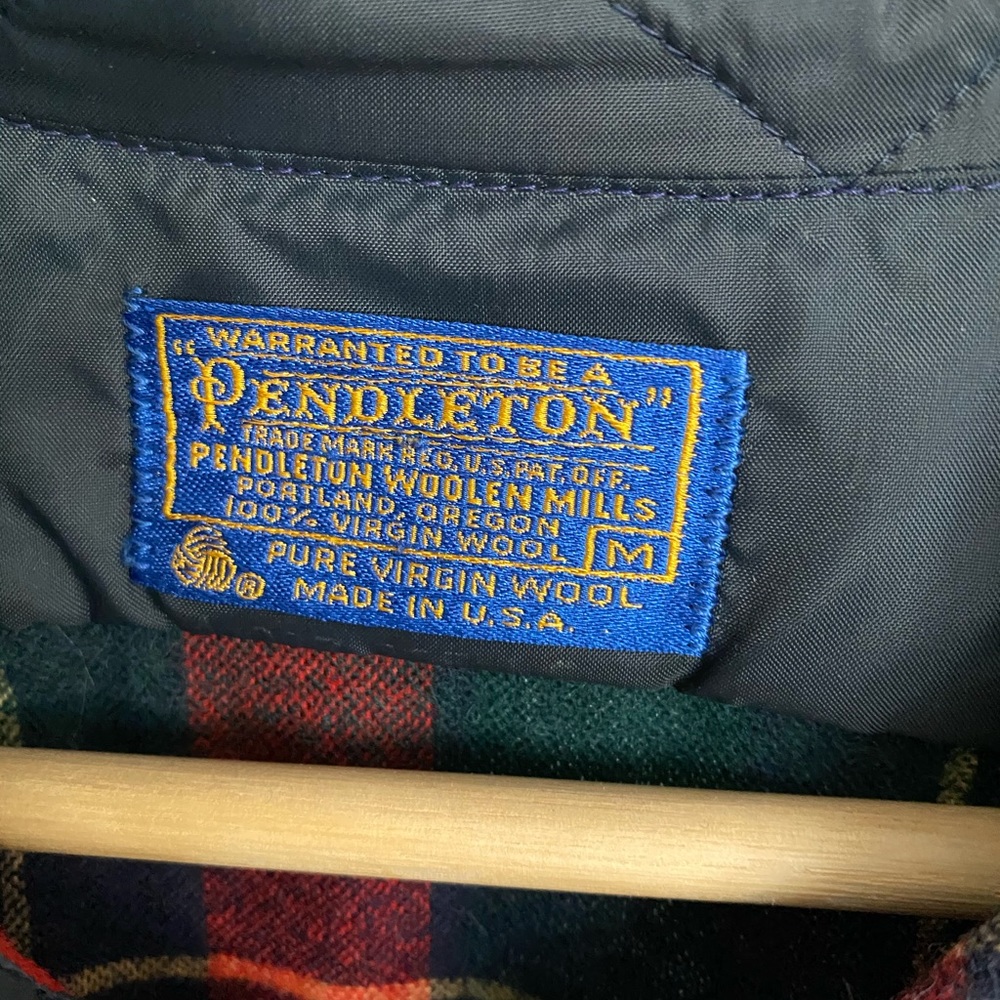 WARRANTED TO BE A
"PENDLETON"
TRADE MARK REG. U.S. PAT. OFF.
PENDLETON WOOLEN MILLS
PORTLAND, OREGON
100% VIRGIN WOOL M
PURE VIRGIN WOOL
® MADE IN U.S.A.